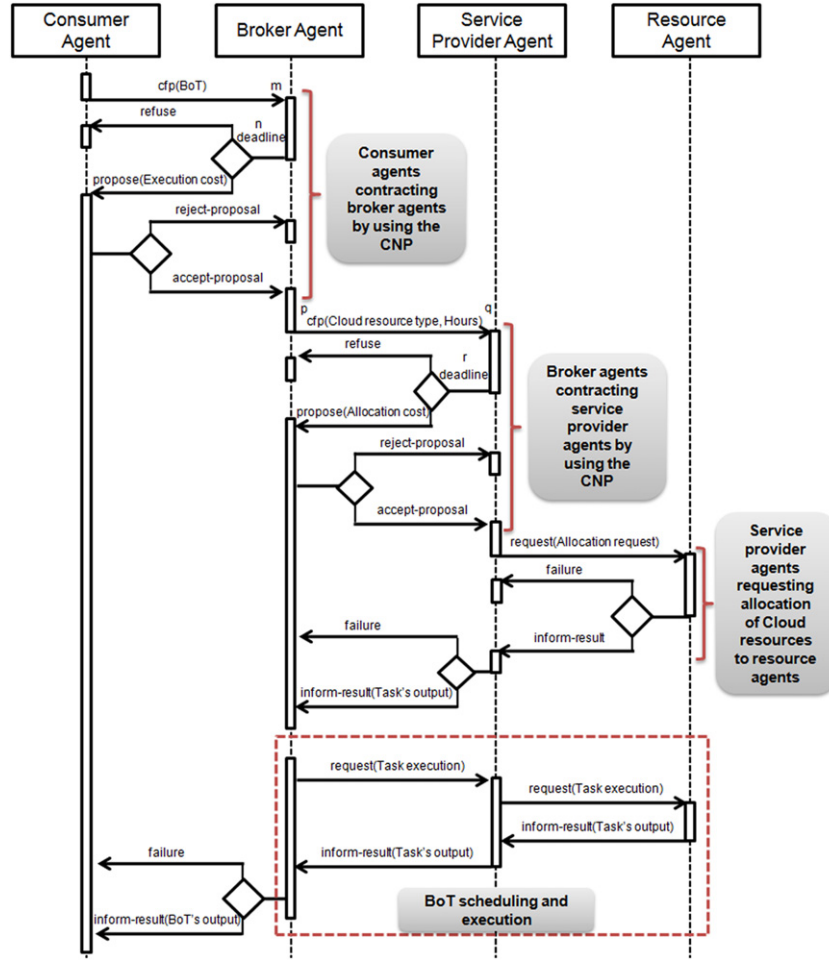 Consumer
Agent
Broker Agent
Service
Provider Agent
Resource
Agent
cfp(BoT)
m
refuse
n
deadline
propose(Execution cost)
reject-proposal
accept-proposal
Consumer
agents
contracting
broker agents
by using the
CNP
p
q
cfp(Cloud resource type, Hours)
refuse
r
deadline
propose(Allocation cost)
reject-proposal
accept-proposal
Broker agents
contracting
service
provider
agents by
using the
CNP
request(Allocation request)
failure
inform-result
Service
provider
agents
requesting
allocation
of Cloud
resources
to resource
agents
failure
inform-result(Task's output)
request(Task execution)
request(Task execution)
inform-result(Task's output)
inform-result(Task's output)
failure
inform-result(BoT's output)
BoT scheduling and
execution